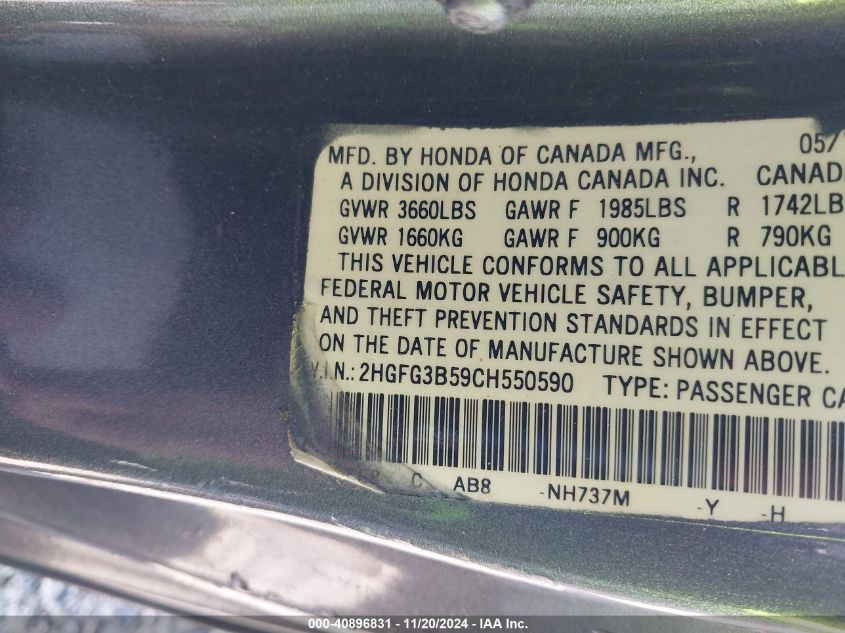 05/
MFD. BY HONDA OF CANADA MFG.,
A DIVISION OF HONDA CANADA INC. CANAD
GVWR 3660LBS GAWR F 1985LBS R 1742LB
GVWR 1660KG GAWR F 900KG R 790KG
THIS VEHICLE CONFORMS TO ALL APPLICABL
FEDERAL MOTOR VEHICLE SAFETY, BUMPER,
AND THEFT PREVENTION STANDARDS IN EFFECT
ON THE DATE OF MANUFACTURE SHOWN ABOVE.
V.I.N.: 2HGFG3B59CH550590 TYPE: PASSENGER CA
C AB8 -NH737M -Y -H
000-40896831 - 11/20/2024 - IAA Inc.